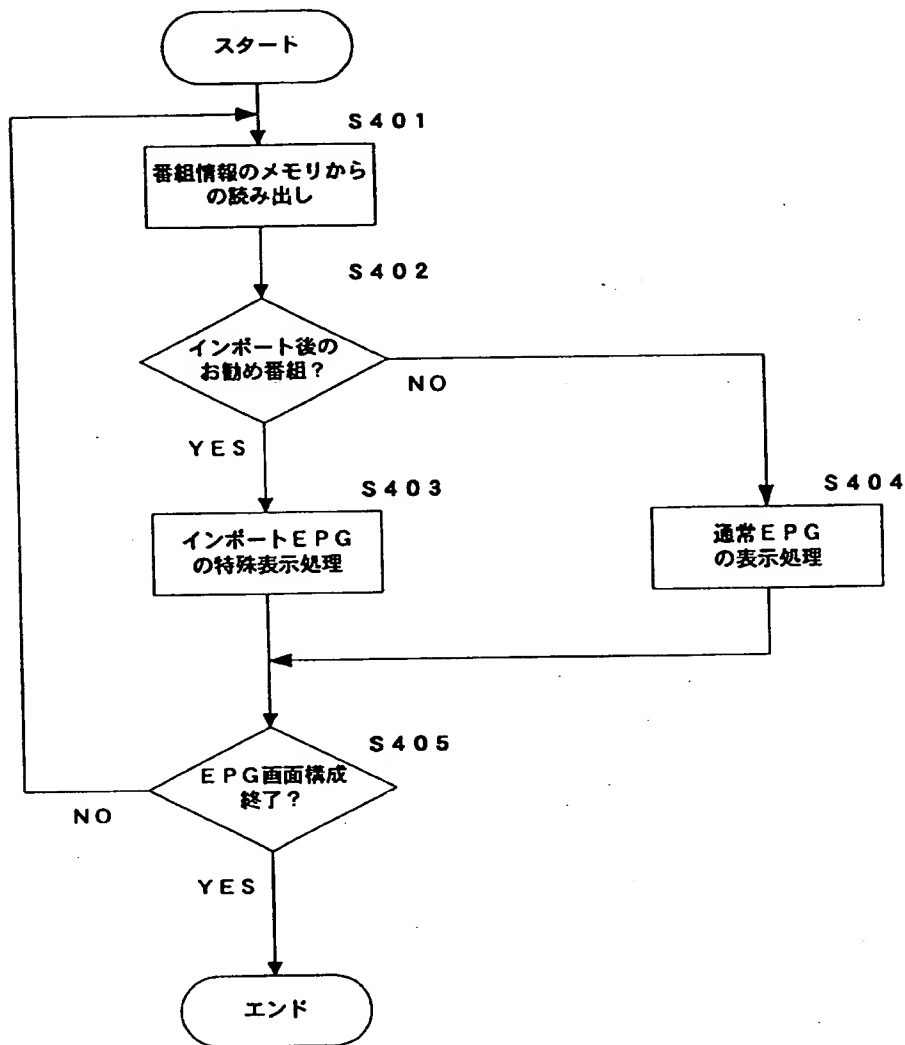 スタート
S401
番組情報のメモリから
の読み出し
S402
インポート後の
お勧め番組?
NO
YES
S403
インポートEPG
の特殊表示処理
S404
通常EPG
の表示処理
S405
EPG画面構成
終了?
NO
YES
エンド